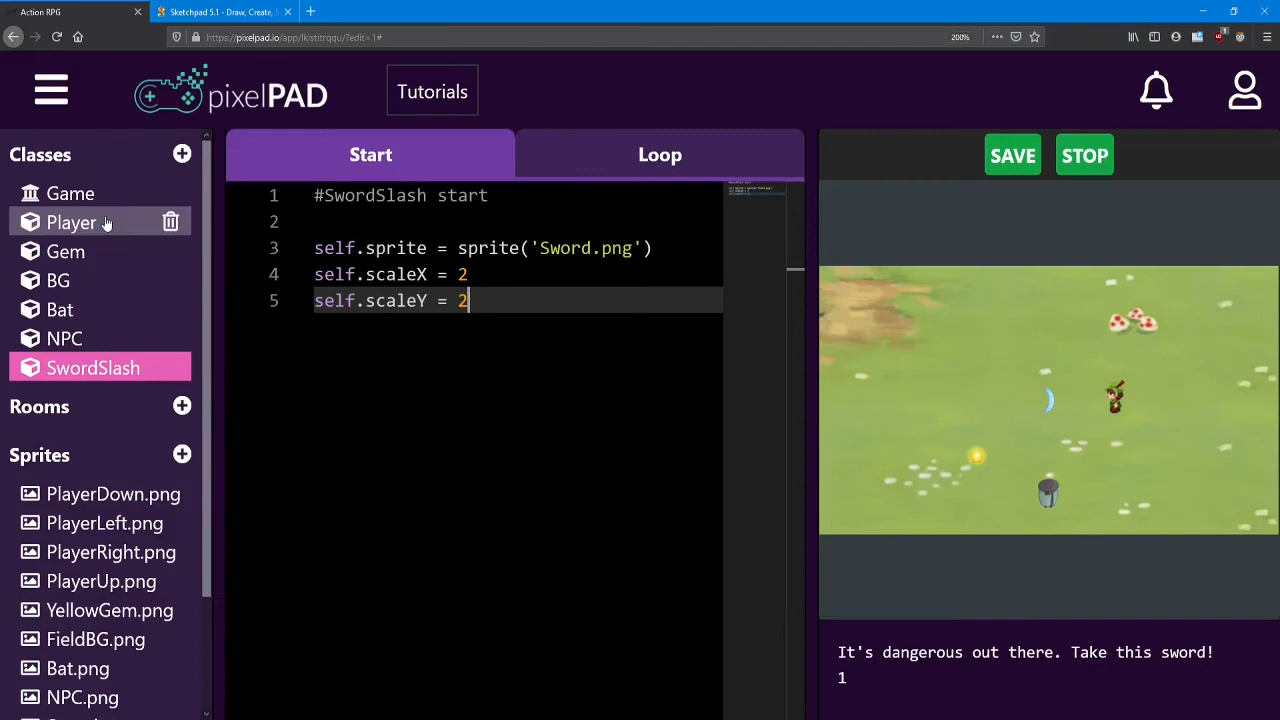 Action RPG
Sketchpad 5.1 - Draw, Create,
https://pixelpad.io/app/lkistitrqqu/?edit=1#
200%
pixelPAD
Tutorials
Classes
Game
Player
Gem
BG
Bat
NPC
SwordSlash
Rooms
Sprites
PlayerDown.png
PlayerLeft.png
PlayerRight.png
PlayerUp.png
YellowGem.png
FieldBG.png
Bat.png
NPC.png
Start
Loop
1 #SwordSlash start
2
3 self.sprite = sprite('Sword.png')
4 self.scaleX = 2
5 self.scaleY = 2
SAVE
STOP
It's dangerous out there. Take this sword!
1